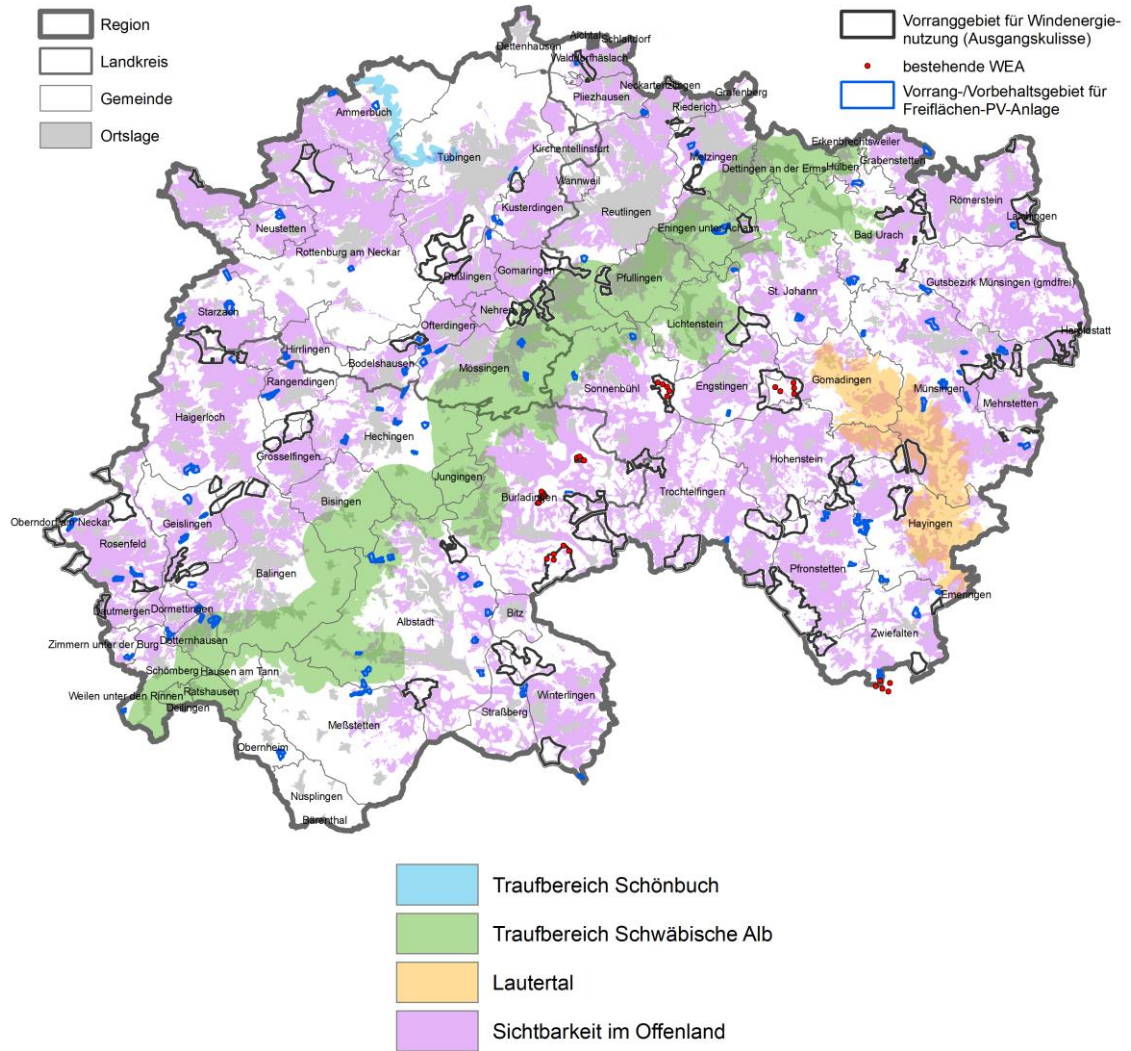 Region
Landkreis
Gemeinde
Ortslage
Vorranggebiet für Windenergie-
nutzung (Ausgangskulisse)
bestehende WEA
Vorrang-/Vorbehaltsgebiet für
Freiflächen-PV-Anlage
Dettenhausen
Aichtal
Schlaitdorf
Walddorfhäslach
Neckartenzlingen
Grafenberg
Pliezhausen
Riederich
Ammerbuch
Tübingen
Kirchentellinsfurt
Metzingen
Erkenbrechtsweiler
Grabenstetten
Dettingen an der Erms
Hülben
Wannweil
Römerstein
Kusterdingen
Reutlingen
Laichingen
Neustetten
Rottenburg am Neckar
Eningen unter Achalm
Bad Urach
Dußlingen
Gomaringen
Pfullingen
St. Johann
Gutsbezirk Münsingen (gmdfrei)
Starzach
Nehren
Ofterdingen
Lichtenstein
Heroldstatt
Hirrlingen
Bodelshausen
Mössingen
Rangendingen
Sonnenbühl
Engstingen
Gomadingen
Münsingen
Mehrstetten
Haigerloch
Hechingen
Grosselfingen
Hohenstein
Jungingen
Trochtelfingen
Bisingen
Burladingen
Oberndorf am Neckar
Geislingen
Hayingen
Rosenfeld
Balingen
Pfronstetten
Emeringen
Dautmergen
Dormettingen
Albstadt
Bitz
Zwiefalten
Zimmern unter der Burg
Dotternhausen
Schömberg
Hausen am Tann
Weilen unter den Rinnen
Ratshausen
Deilingen
Winterlingen
Straßberg
Meßstetten
Obernheim
Nusplingen
Bärenthal
Traufbereich Schönbuch
Traufbereich Schwäbische Alb
Lautertal
Sichtbarkeit im Offenland